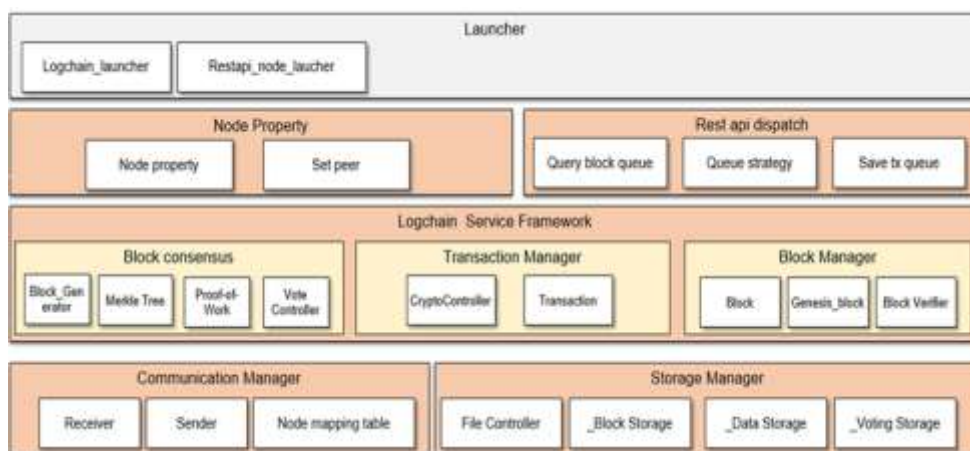 Launcher
Logchain_launcher
Restapi_node_laucher
Node Property
Node property
Set peer
Rest api dispatch
Query block queue
Queue strategy
Save tx queue
Logchain Service Framework
Block consensus
Block_Gen
erator
Merkle Tree
Proof-of-
Work
Vote
Controller
Transaction Manager
CryptoController
Transaction
Block Manager
Block
Genesis_block
Block Verifier
Communication Manager
Receiver
Sender
Node mapping table
Storage Manager
File Controller
_Block Storage
_Data Storage
_Voting Storage